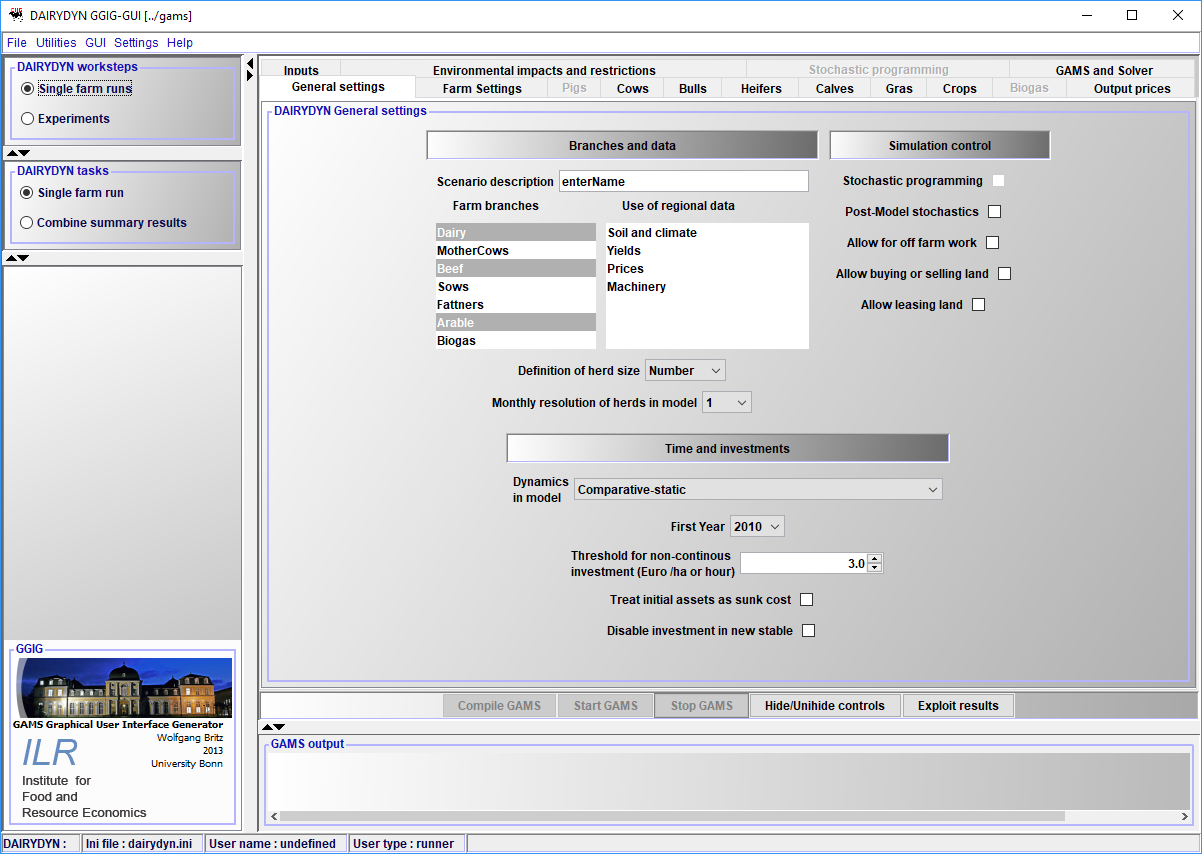 DAIRYDYN GGIG-GUI [../gams]
File Utilities GUI Settings Help
DAIRYDYN worksteps
Single farm runs
Experiments
DAIRYDYN tasks
Single farm run
Combine summary results
Inputs Environmental impacts and restrictions Stochastic programming GAMS and Solver
General settings Farm Settings Pigs Cows Bulls Heifers Calves Gras Crops Biogas Output prices
DAIRYDYN General settings
Branches and data
Simulation control
Scenario description enterName
Farm branches
Use of regional data
Dairy
MotherCows
Beef
Sows
Fattners
Arable
Biogas
Soil and climate
Yields
Prices
Machinery
Stochastic programming
Post-Model stochastics
Allow for off farm work
Allow buying or selling land
Allow leasing land
Definition of herd size Number
Monthly resolution of herds in model 1
Time and investments
Dynamics
in model
Comparative-static
First Year 2010
Threshold for non-continous
investment (Euro /ha or hour)
3.0
Treat initial assets as sunk cost
Disable investment in new stable
Compile GAMS Start GAMS Stop GAMS Hide/Unihide controls Exploit results
GAMS output
GGIG
GAMS Graphical User Interface Generator
Wolfgang Britz
2013
University Bonn
ILR
Institute for
Food and
Resource Economics
DAIRYDYN : Ini file : dairydyn.ini User name : undefined User type : runner